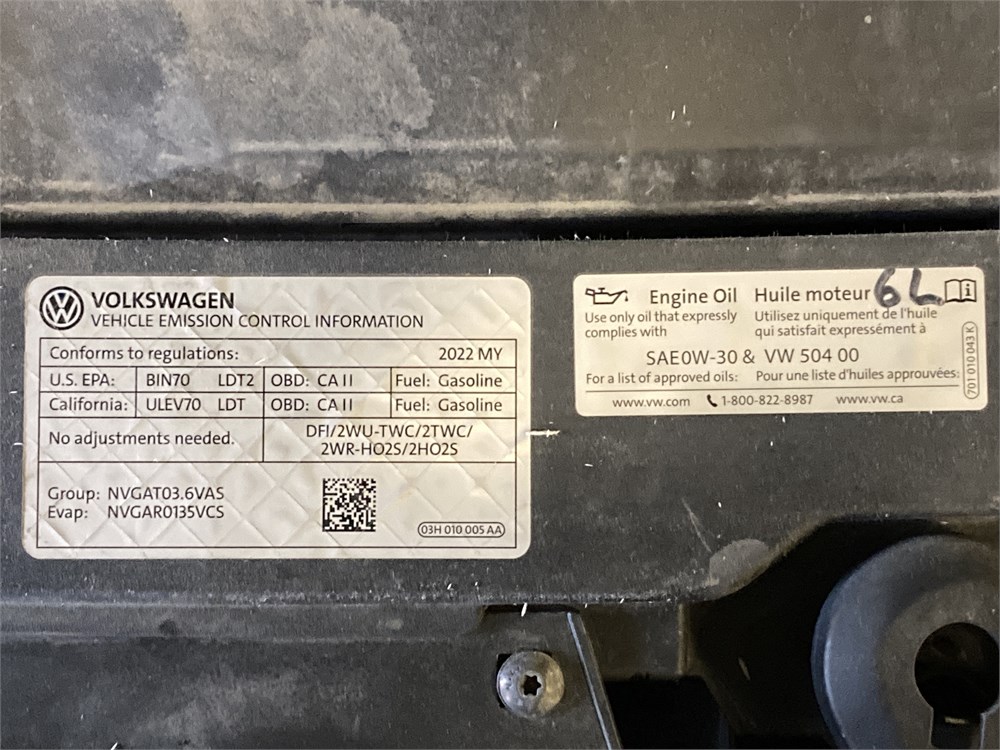 VOLKSWAGEN
VEHICLE EMISSION CONTROL INFORMATION
Conforms to regulations: 2022 MY
U.S. EPA: BIN70 LDT2 OBD: CA II Fuel: Gasoline
California: ULEV70 LDT OBD: CA II Fuel: Gasoline
No adjustments needed.
DFI/2WU-TWC/2TWC/
2WR-HO2S/2HO2S
Group: NVGAT03.6VAS
Evap: NVGAR0135VCS
03H 010 005 AA
Engine Oil Huile moteur 6L
Use only oil that expressly
complies with
Utilisez uniquement de l'huile
qui satisfait expressément à
SAE0W-30 & VW 504 00
For a list of approved oils: Pour une liste d'huiles approuvées:
www.vw.com 1-800-822-8987 www.vw.ca
701 010 043 K